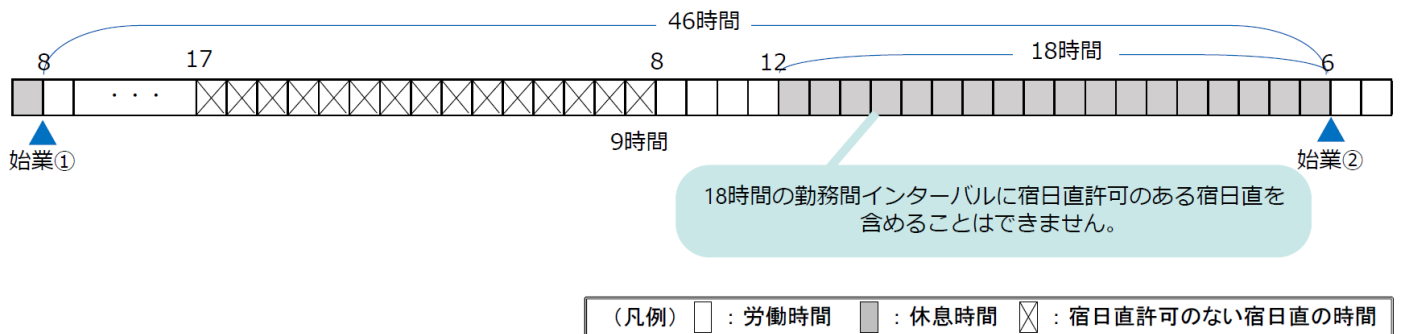 46時間
18時間
8
17
8
12
6
・・・
9時間
始業①
始業②
18時間の勤務間インターバルに宿日直許可のある宿日直を
含めることはできません。
（凡例） ：労働時間 ：休息時間 ：宿日直許可のない宿日直の時間